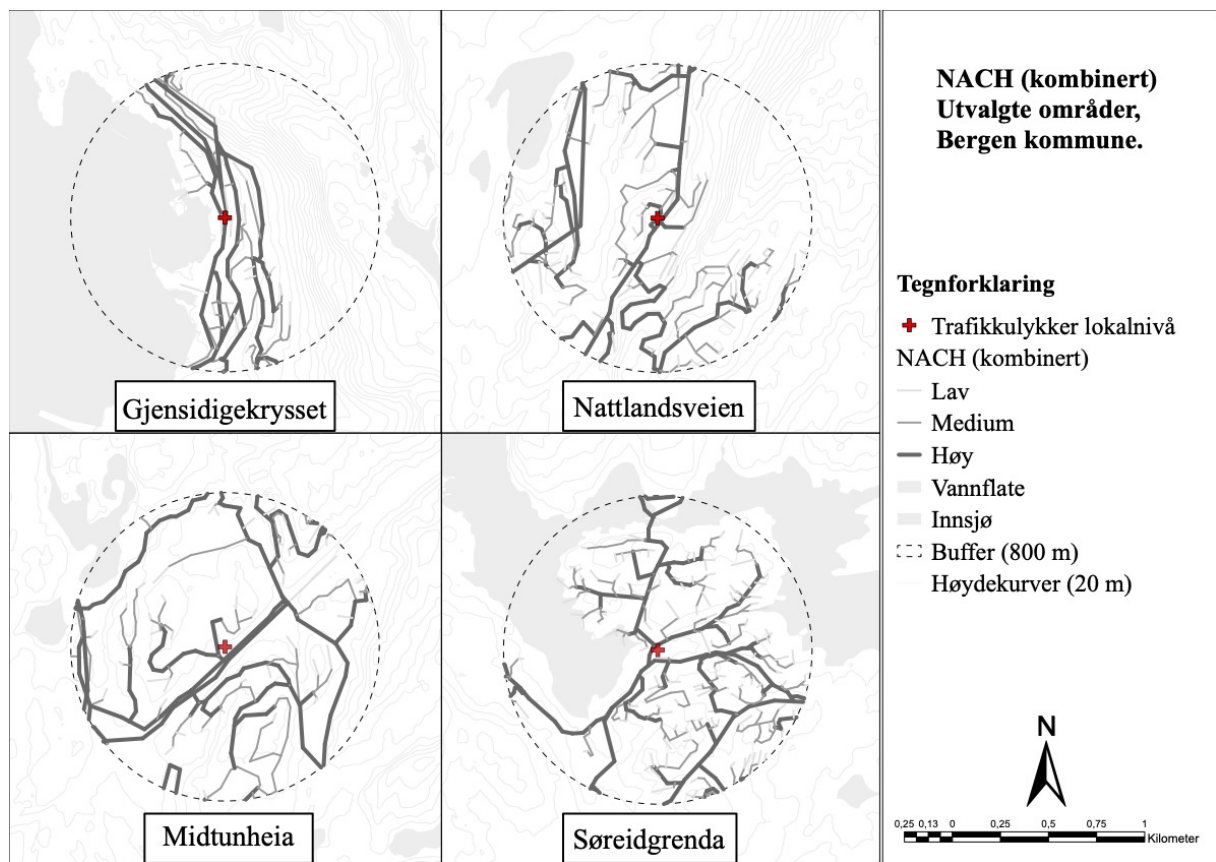 NACH (kombinert)
Utvalgte områder,
Bergen kommune.
Gjensidigekrysset
Nattlandsveien
Midtunheia
Søreidgrenda
Tegnforklaring
Trafikkulykker lokalnivå
NACH (kombinert)
Lav
Medium
Høy
Vannflate
Innsjø
Buffer (800 m)
Høydekurver (20 m)
N
0,25 0,13 0 0,25 0,5 0,75 1
Kilometer